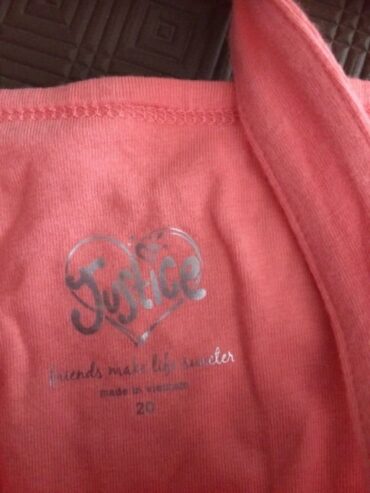 Justice
friends make life sweeter
made in vietnam
20